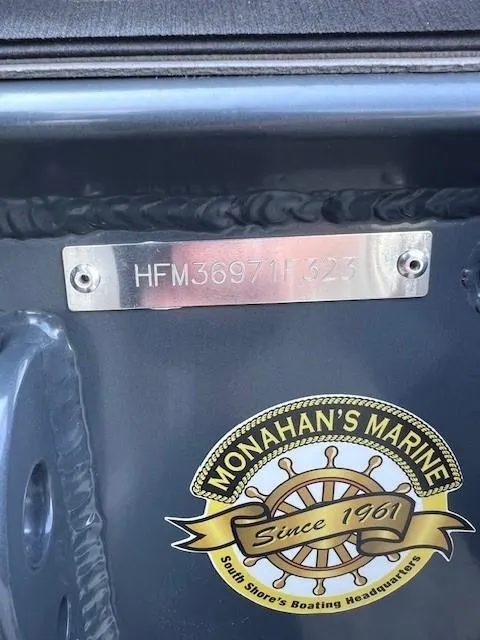 HFM36971F323
MONAHAN'S MARINE
Since 1961
South Shore's Boating Headquarters